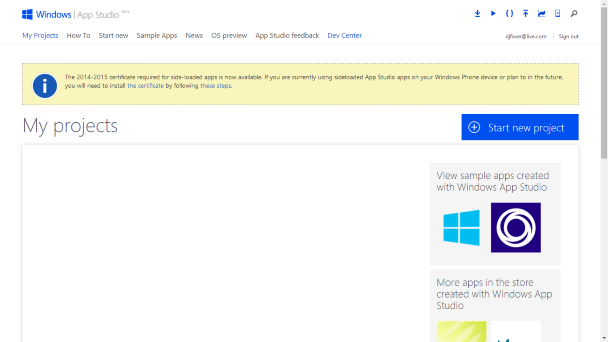 Windows | App Studio beta
My Projects How To Start new Sample Apps News OS preview App Studio feedback Dev Center
djfoxer@live.com Sign out
The 2014-2015 certificate required for side-loaded apps is now available. If you are currently using sideloaded App Studio apps on your Windows Phone device or plan to in the future,
you will need to install the certificate by following these steps.
My projects
Start new project
View sample apps created
with Windows App Studio
More apps in the store
created with Windows App
Studio